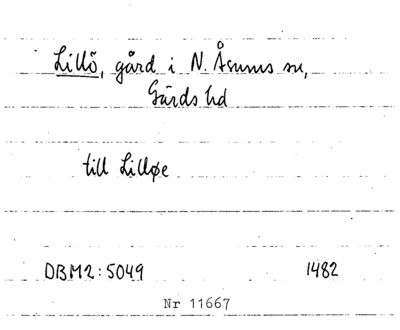 Lillö, gård i N. Åsums sn,
Gärds hd
till Lilløe
DBM2:5049 1482
Nr 11667